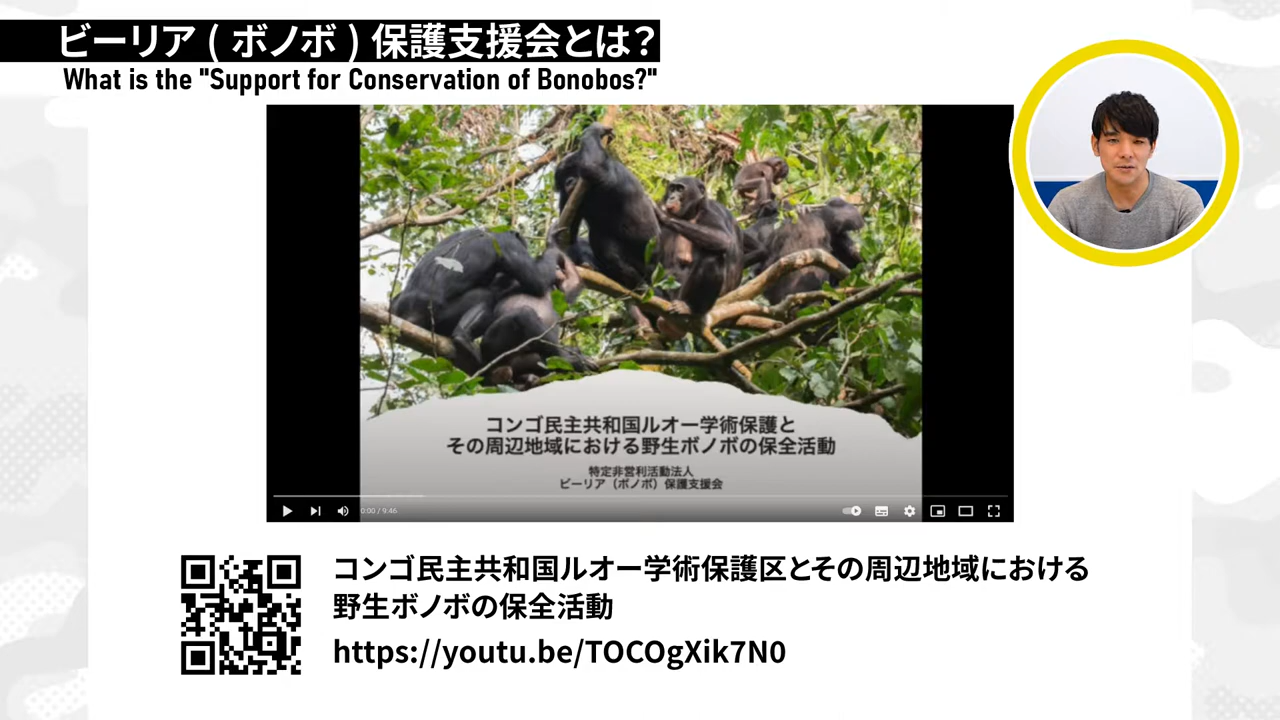 ビーリア ( ボノボ ) 保護支援会とは?
What is the "Support for Conservation of Bonobos?"
コンゴ民主共和国ルオー学術保護と
その周辺地域における野生ボノボの保全活動
特定非営利活動法人
ビーリア（ボノボ）保護支援会
0:00 / 9:46
コンゴ民主共和国ルオー学術保護区とその周辺地域における
野生ボノボの保全活動
https://youtu.be/TOCOgXik7N0